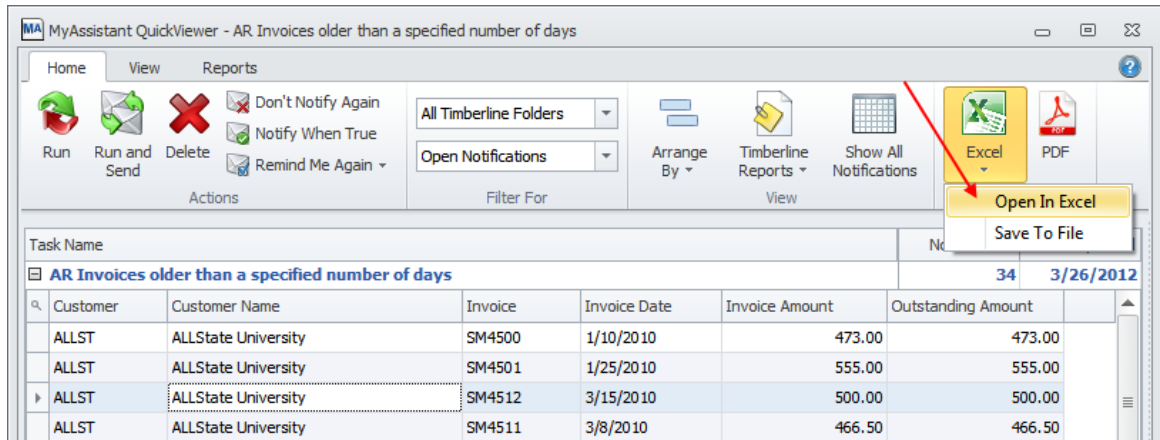 MA MyAssistant QuickViewer - AR Invoices older than a specified number of days
Home View Reports
Run
Run and Send
Delete
Don't Notify Again
Notify When True
Remind Me Again
Actions
All Timberline Folders
Open Notifications
Filter For
Arrange By
Timberline Reports
Show All Notifications
View
Excel
PDF
PDF
Open In Excel
Save To File
Task Name
AR Invoices older than a specified number of days 34 3/26/2012
Customer Customer Name Invoice Invoice Date Invoice Amount Outstanding Amount
ALLST ALLState University SM4500 1/10/2010 473.00 473.00
ALLST ALLState University SM4501 1/25/2010 555.00 555.00
ALLST ALLState University SM4512 3/15/2010 500.00 500.00
ALLST ALLState University SM4511 3/8/2010 466.50 466.50